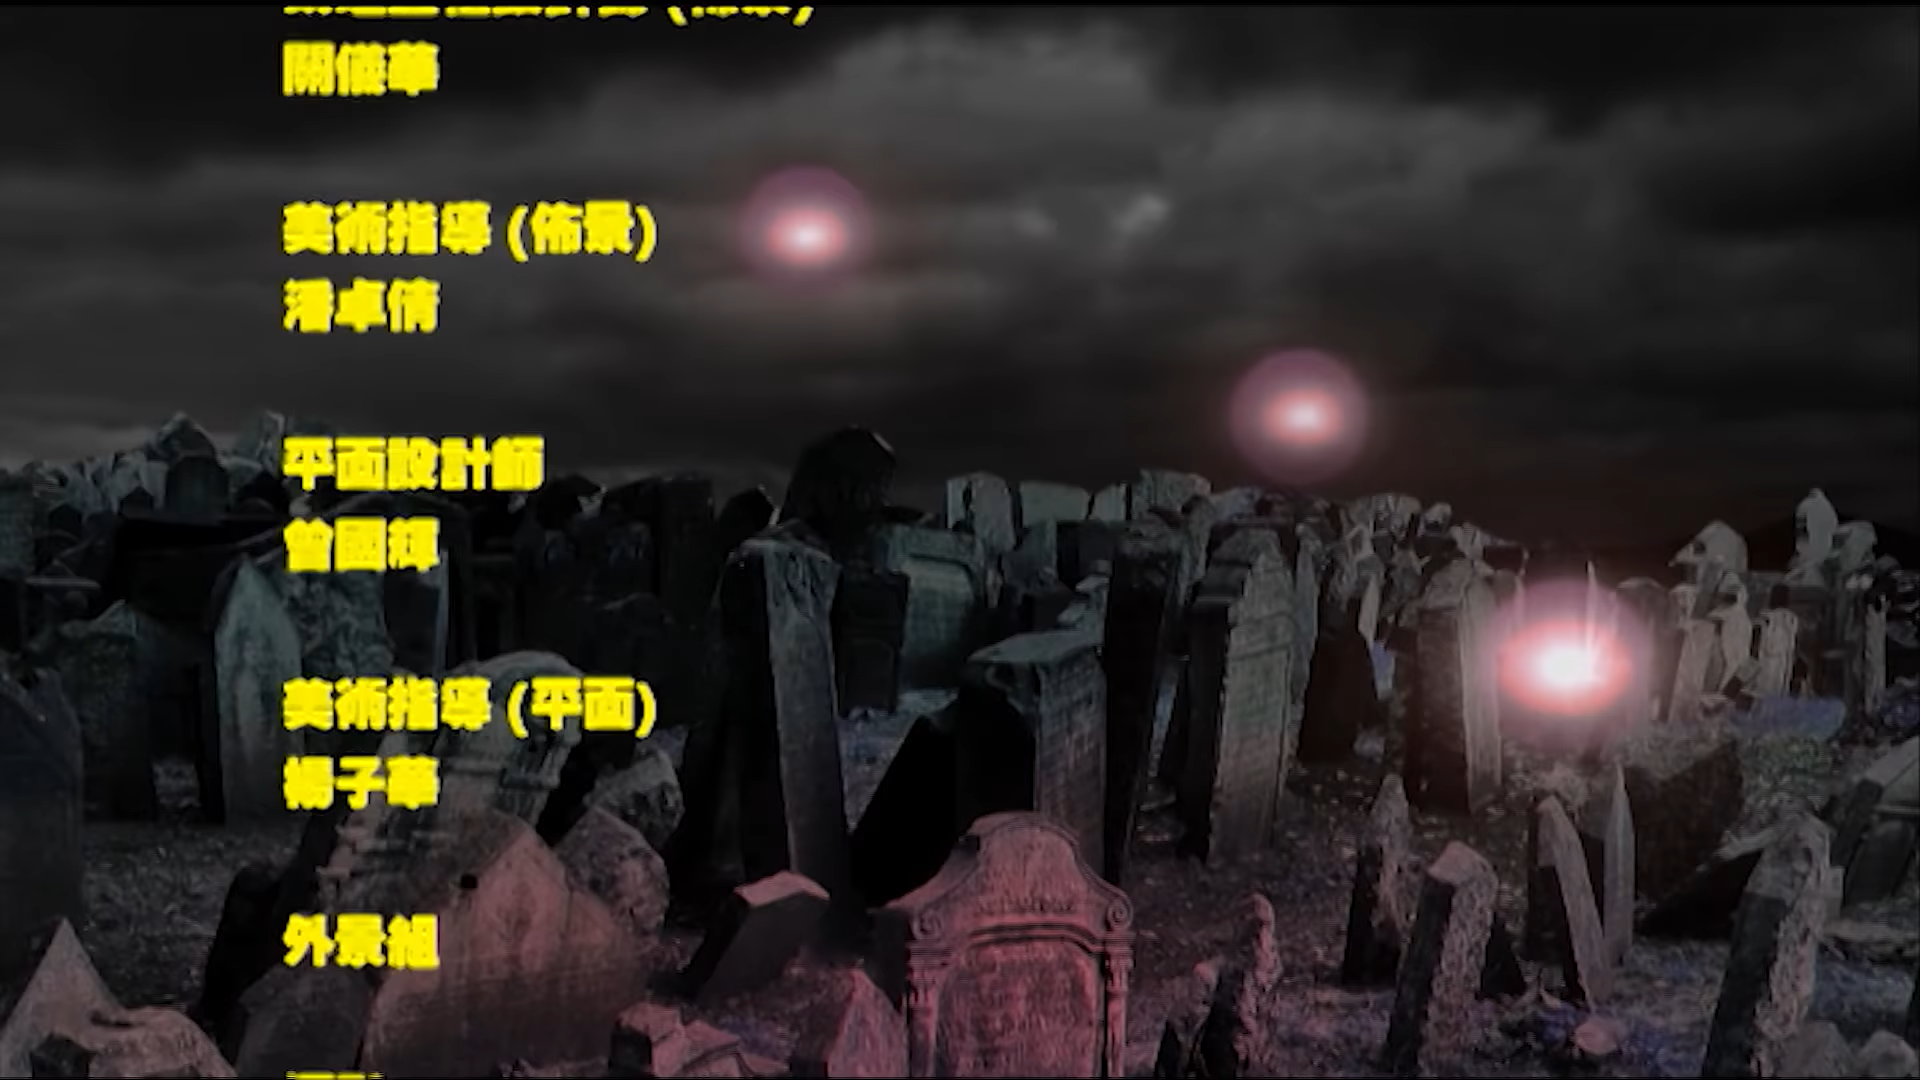 關儀華
美術指導 (佈景)
潘卓倩
平面設計師
曾國輝
美術指導 (平面)
楊子華
外景組